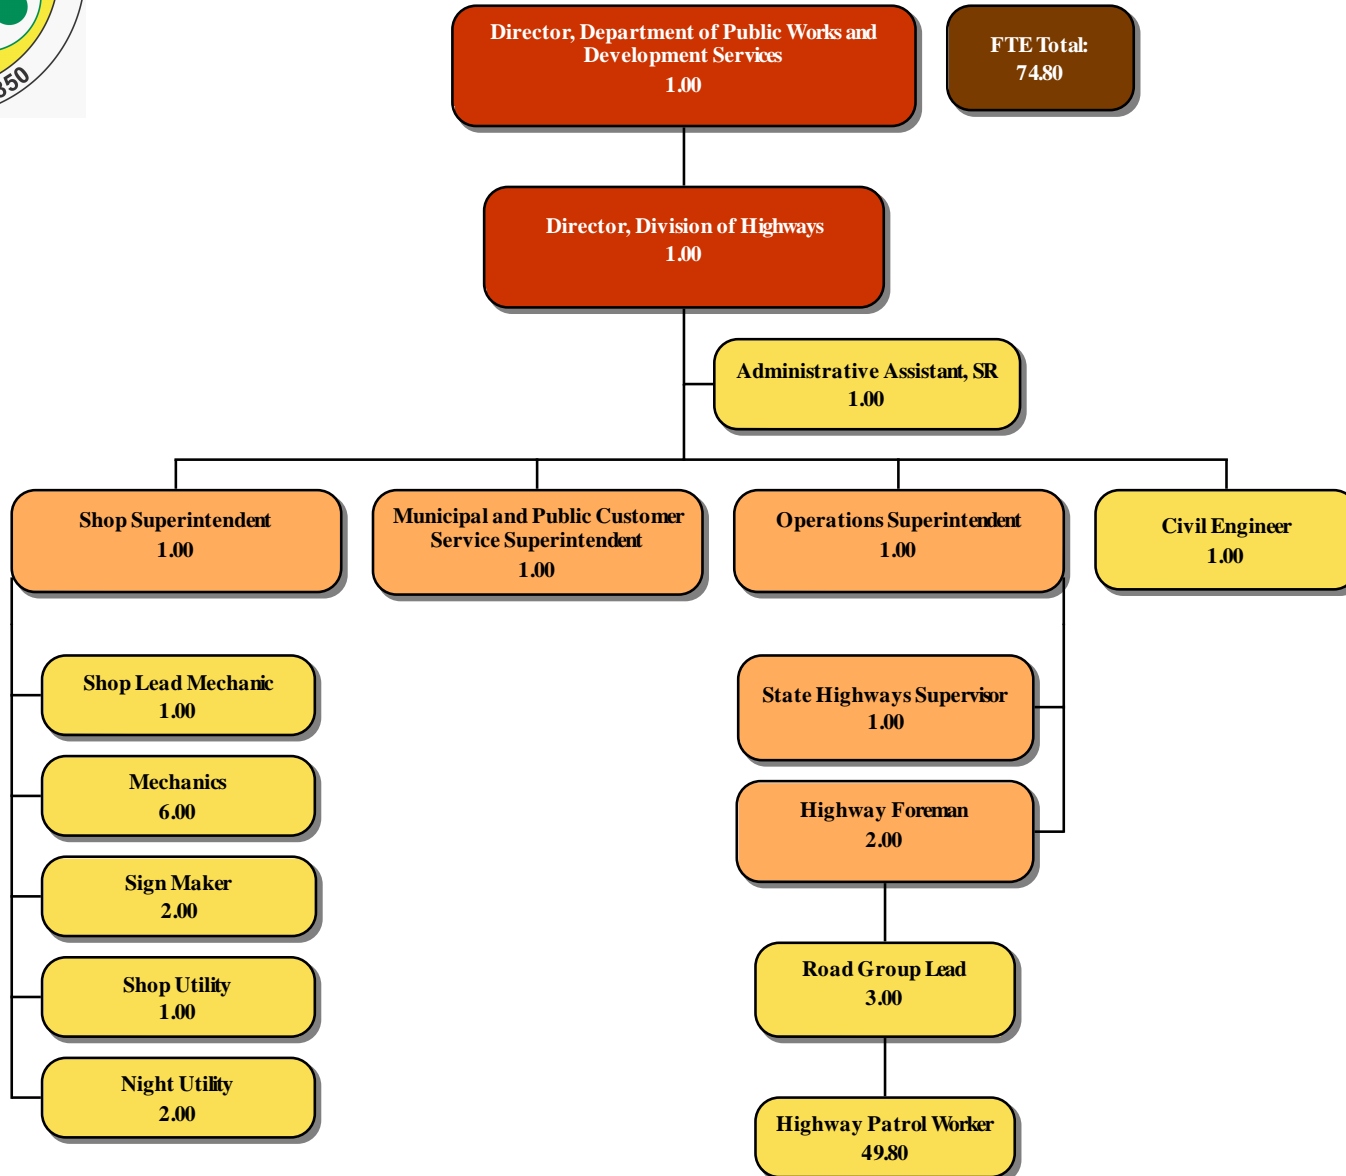 850
Director, Department of Public Works and
Development Services
1.00
FTE Total:
74.80
Director, Division of Highways
1.00
Administrative Assistant, SR
1.00
Shop Superintendent
1.00
Municipal and Public Customer
Service Superintendent
1.00
Operations Superintendent
1.00
Civil Engineer
1.00
Shop Lead Mechanic
1.00
Mechanics
6.00
Sign Maker
2.00
Shop Utility
1.00
Night Utility
2.00
State Highways Supervisor
1.00
Highway Foreman
2.00
Road Group Lead
3.00
Highway Patrol Worker
49.80